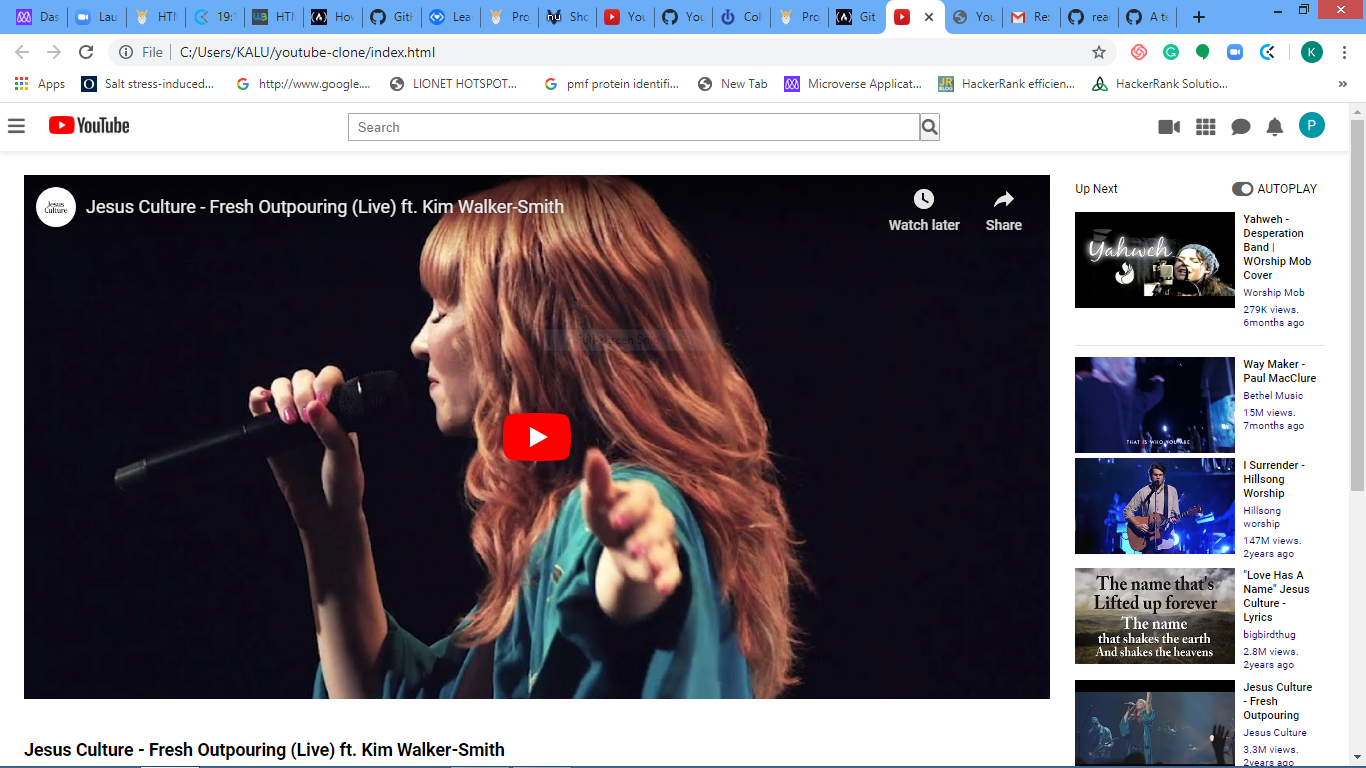 Das
Lau
HTM
19:
HTM
How
GitH
Lea
Pro
Sho
You
You
Col
Pro
Git
You
Re:
rea
A te
File
C:/Users/KALU/youtube-clone/index.html
K
Apps
Salt stress-induced...
http://www.google....
LIONET HOTSPOT...
pmf protein identifi...
New Tab
Microverse Applicat...
HackerRank efficien...
HackerRank Solutio...
YouTube
Search
P
Jesus Culture
Jesus Culture - Fresh Outpouring (Live) ft. Kim Walker-Smith
Watch later
Share
Jesus Culture - Fresh Outpouring (Live) ft. Kim Walker-Smith
Up Next
AUTOPLAY
Yahweh
Yahweh -
Desperation
Band |
WOrship Mob
Cover
Worship Mob
279K views.
6months ago
THAT IS WHO YOU ARE
Way Maker -
Paul MacClure
Bethel Music
15M views.
7months ago
I Surrender -
Hillsong
Worship
Hillsong
worship
147M views.
2years ago
The name that's
Lifted up forever
The name
that shakes the earth
And shakes the heavens
"Love Has A
Name" Jesus
Culture -
Lyrics
bigbirdthug
2.8M views.
2years ago
Jesus Culture
- Fresh
Outpouring
Jesus Culture
3.3M views.
2years ago